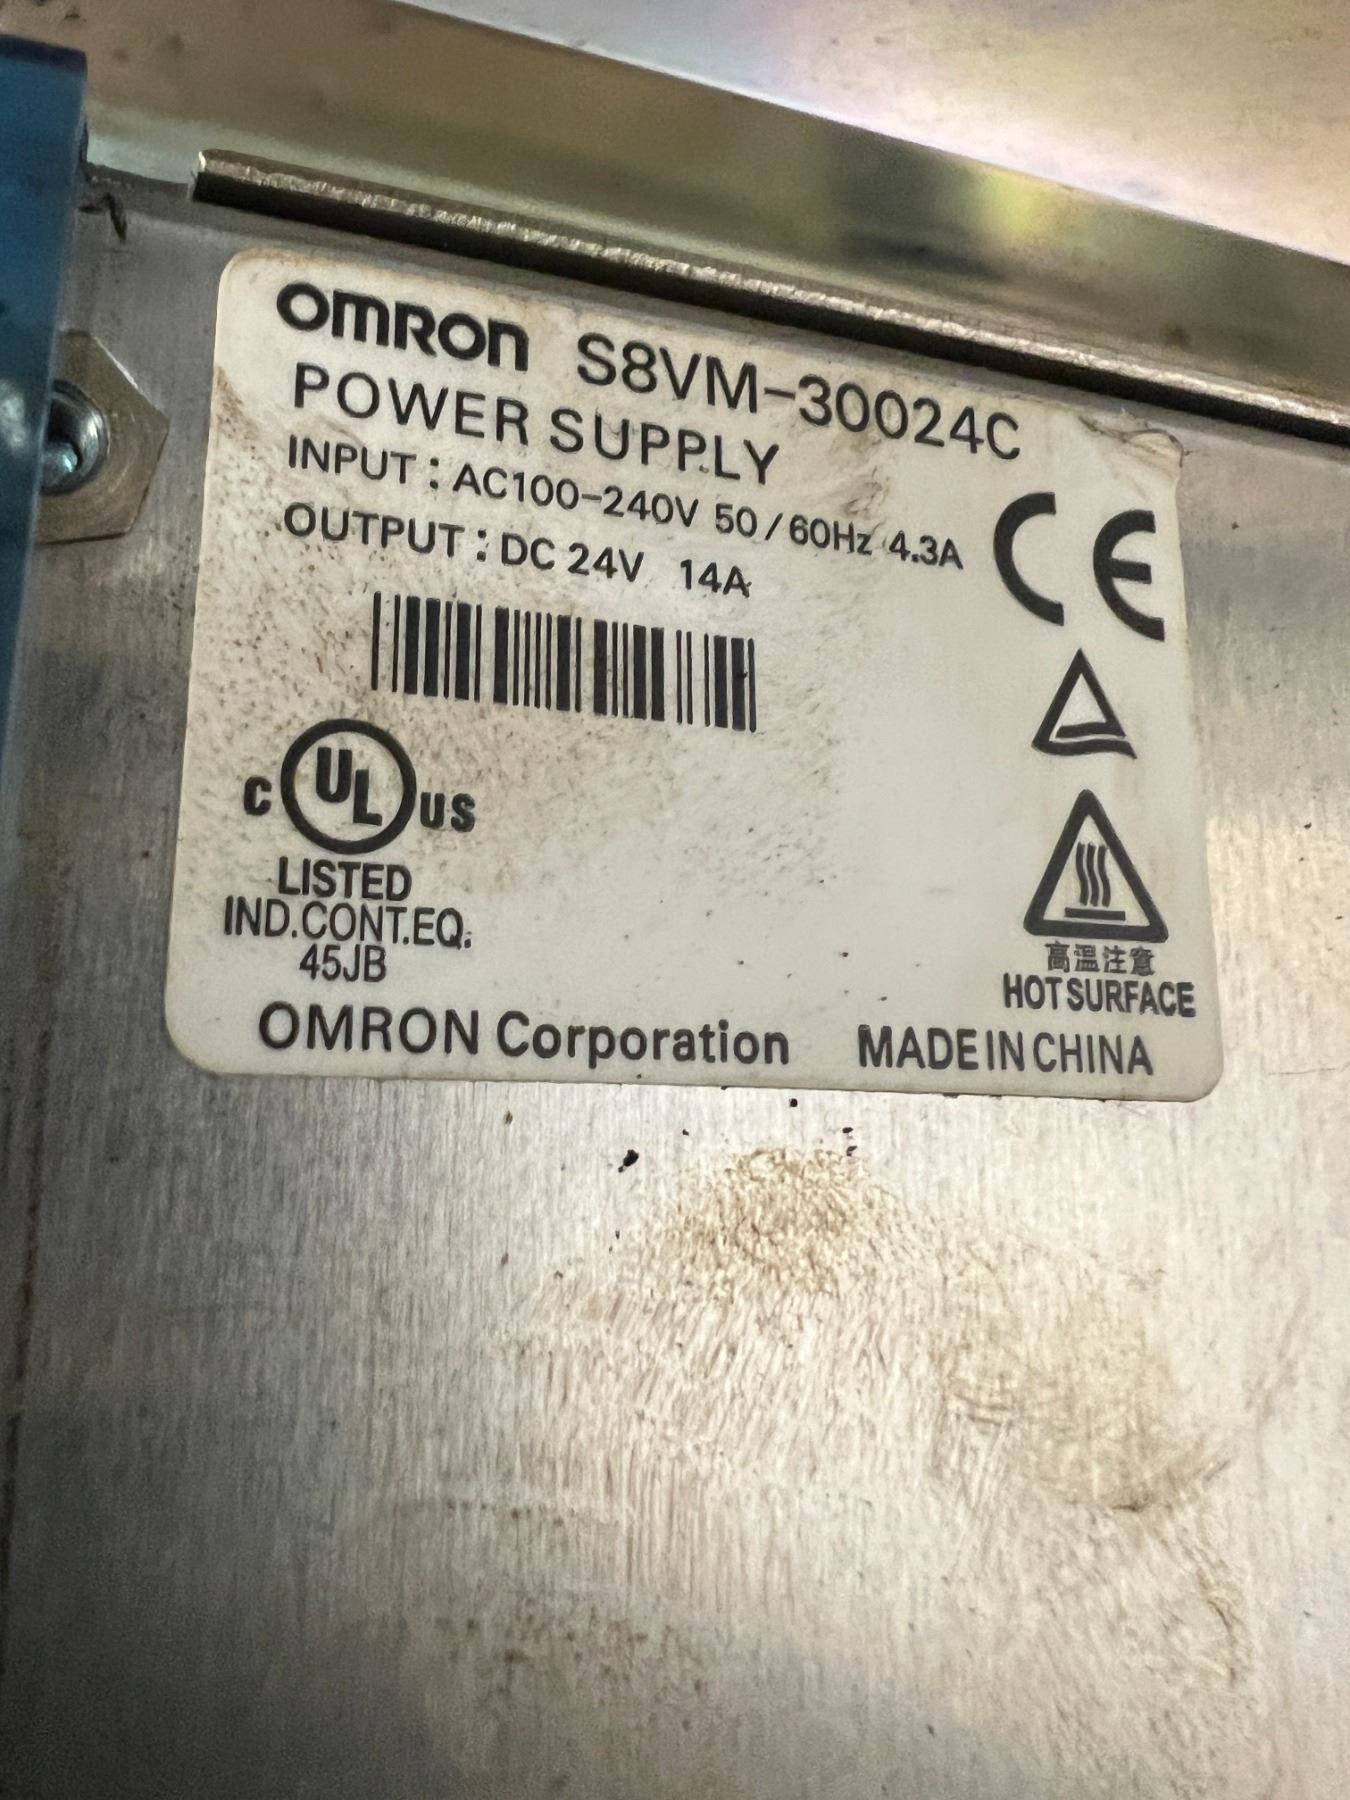 OMRON S8VM-30024C
POWER SUPPLY
INPUT : AC100-240V 50/60Hz 4.3A
OUTPUT : DC 24V 14A
CE
C UL US
LISTED
IND.CONT.EQ.
45JB
高温注意
HOT SURFACE
OMRON Corporation MADE IN CHINA